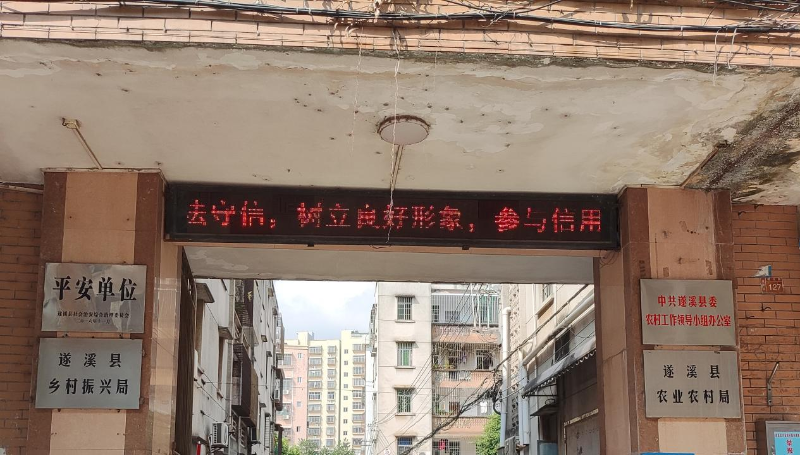 法守信，树立良好形象，参与信用
平安单位
遂溪县
乡村振兴局
中共遂溪县委
农村工作领导小组办公室
遂溪县
农业农村局
127